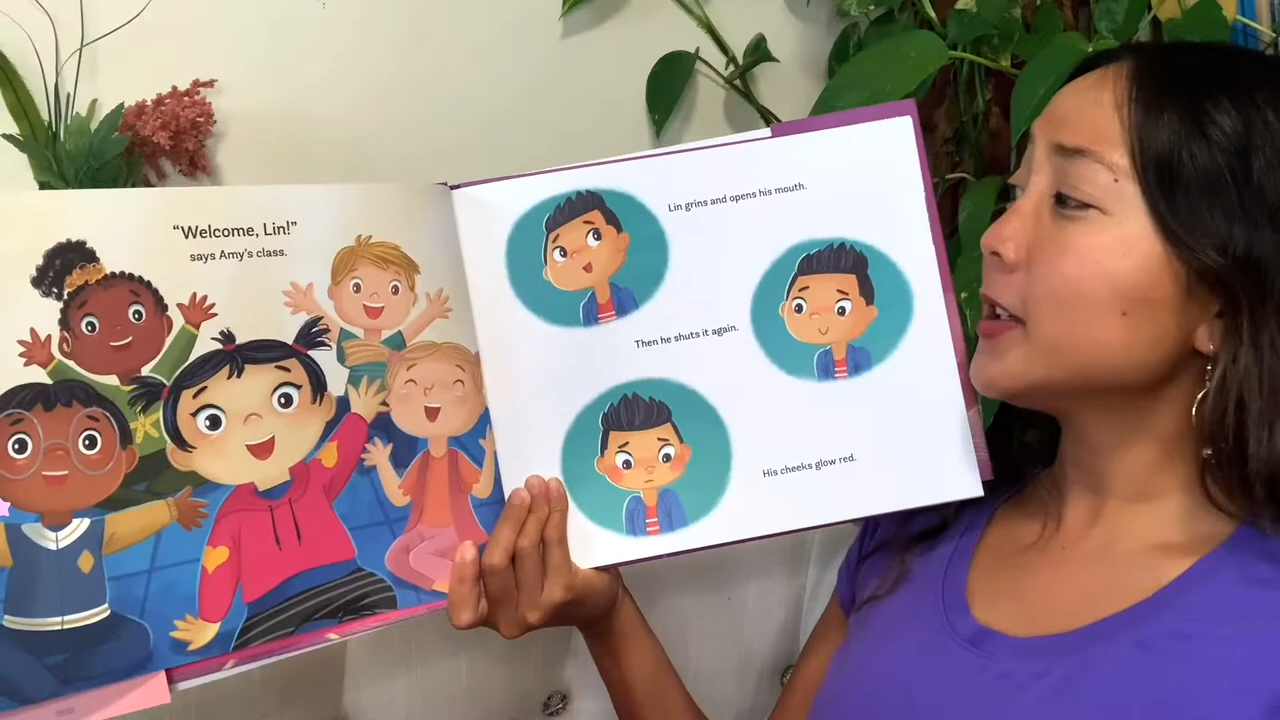 “Welcome, Lin!”
says Amy's class.
Lin grins and opens his mouth.
Then he shuts it again.
His cheeks glow red.